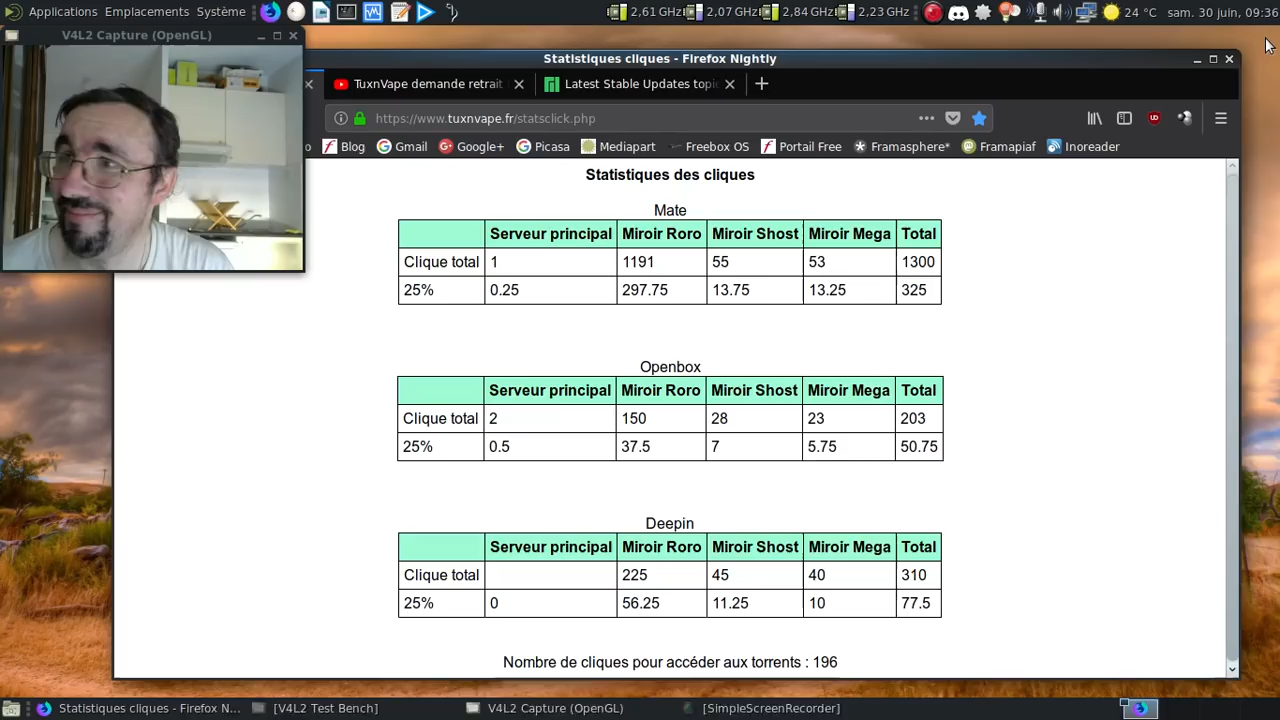 Applications Emplacements Système
2,61 GHz 2,07 GHz 2,84 GHz 2,23 GHz 24 °C sam. 30 juin, 09:36
V4L2 Capture (OpenGL)
Statistiques cliques - Firefox Nightly
TuxnVape demande retrait
Latest Stable Updates topi
https://www.tuxnvape.fr/statsclick.php
Blog Gmail Google+ Picasa Mediapart Freebox OS Portail Free Framasphere* Framapiaf Inoreader
Statistiques des cliques
Mate
Serveur principal Miroir Roro Miroir Shost Miroir Mega Total
Clique total 1 1191 55 53 1300
25% 0.25 297.75 13.75 13.25 325
Openbox
Serveur principal Miroir Roro Miroir Shost Miroir Mega Total
Clique total 2 150 28 23 203
25% 0.5 37.5 7 5.75 50.75
Deepin
Serveur principal Miroir Roro Miroir Shost Miroir Mega Total
Clique total 225 45 40 310
25% 0 56.25 11.25 10 77.5
Nombre de cliques pour accéder aux torrents : 196
Statistiques cliques - Firefox N... [V4L2 Test Bench] V4L2 Capture (OpenGL) [SimpleScreenRecorder]